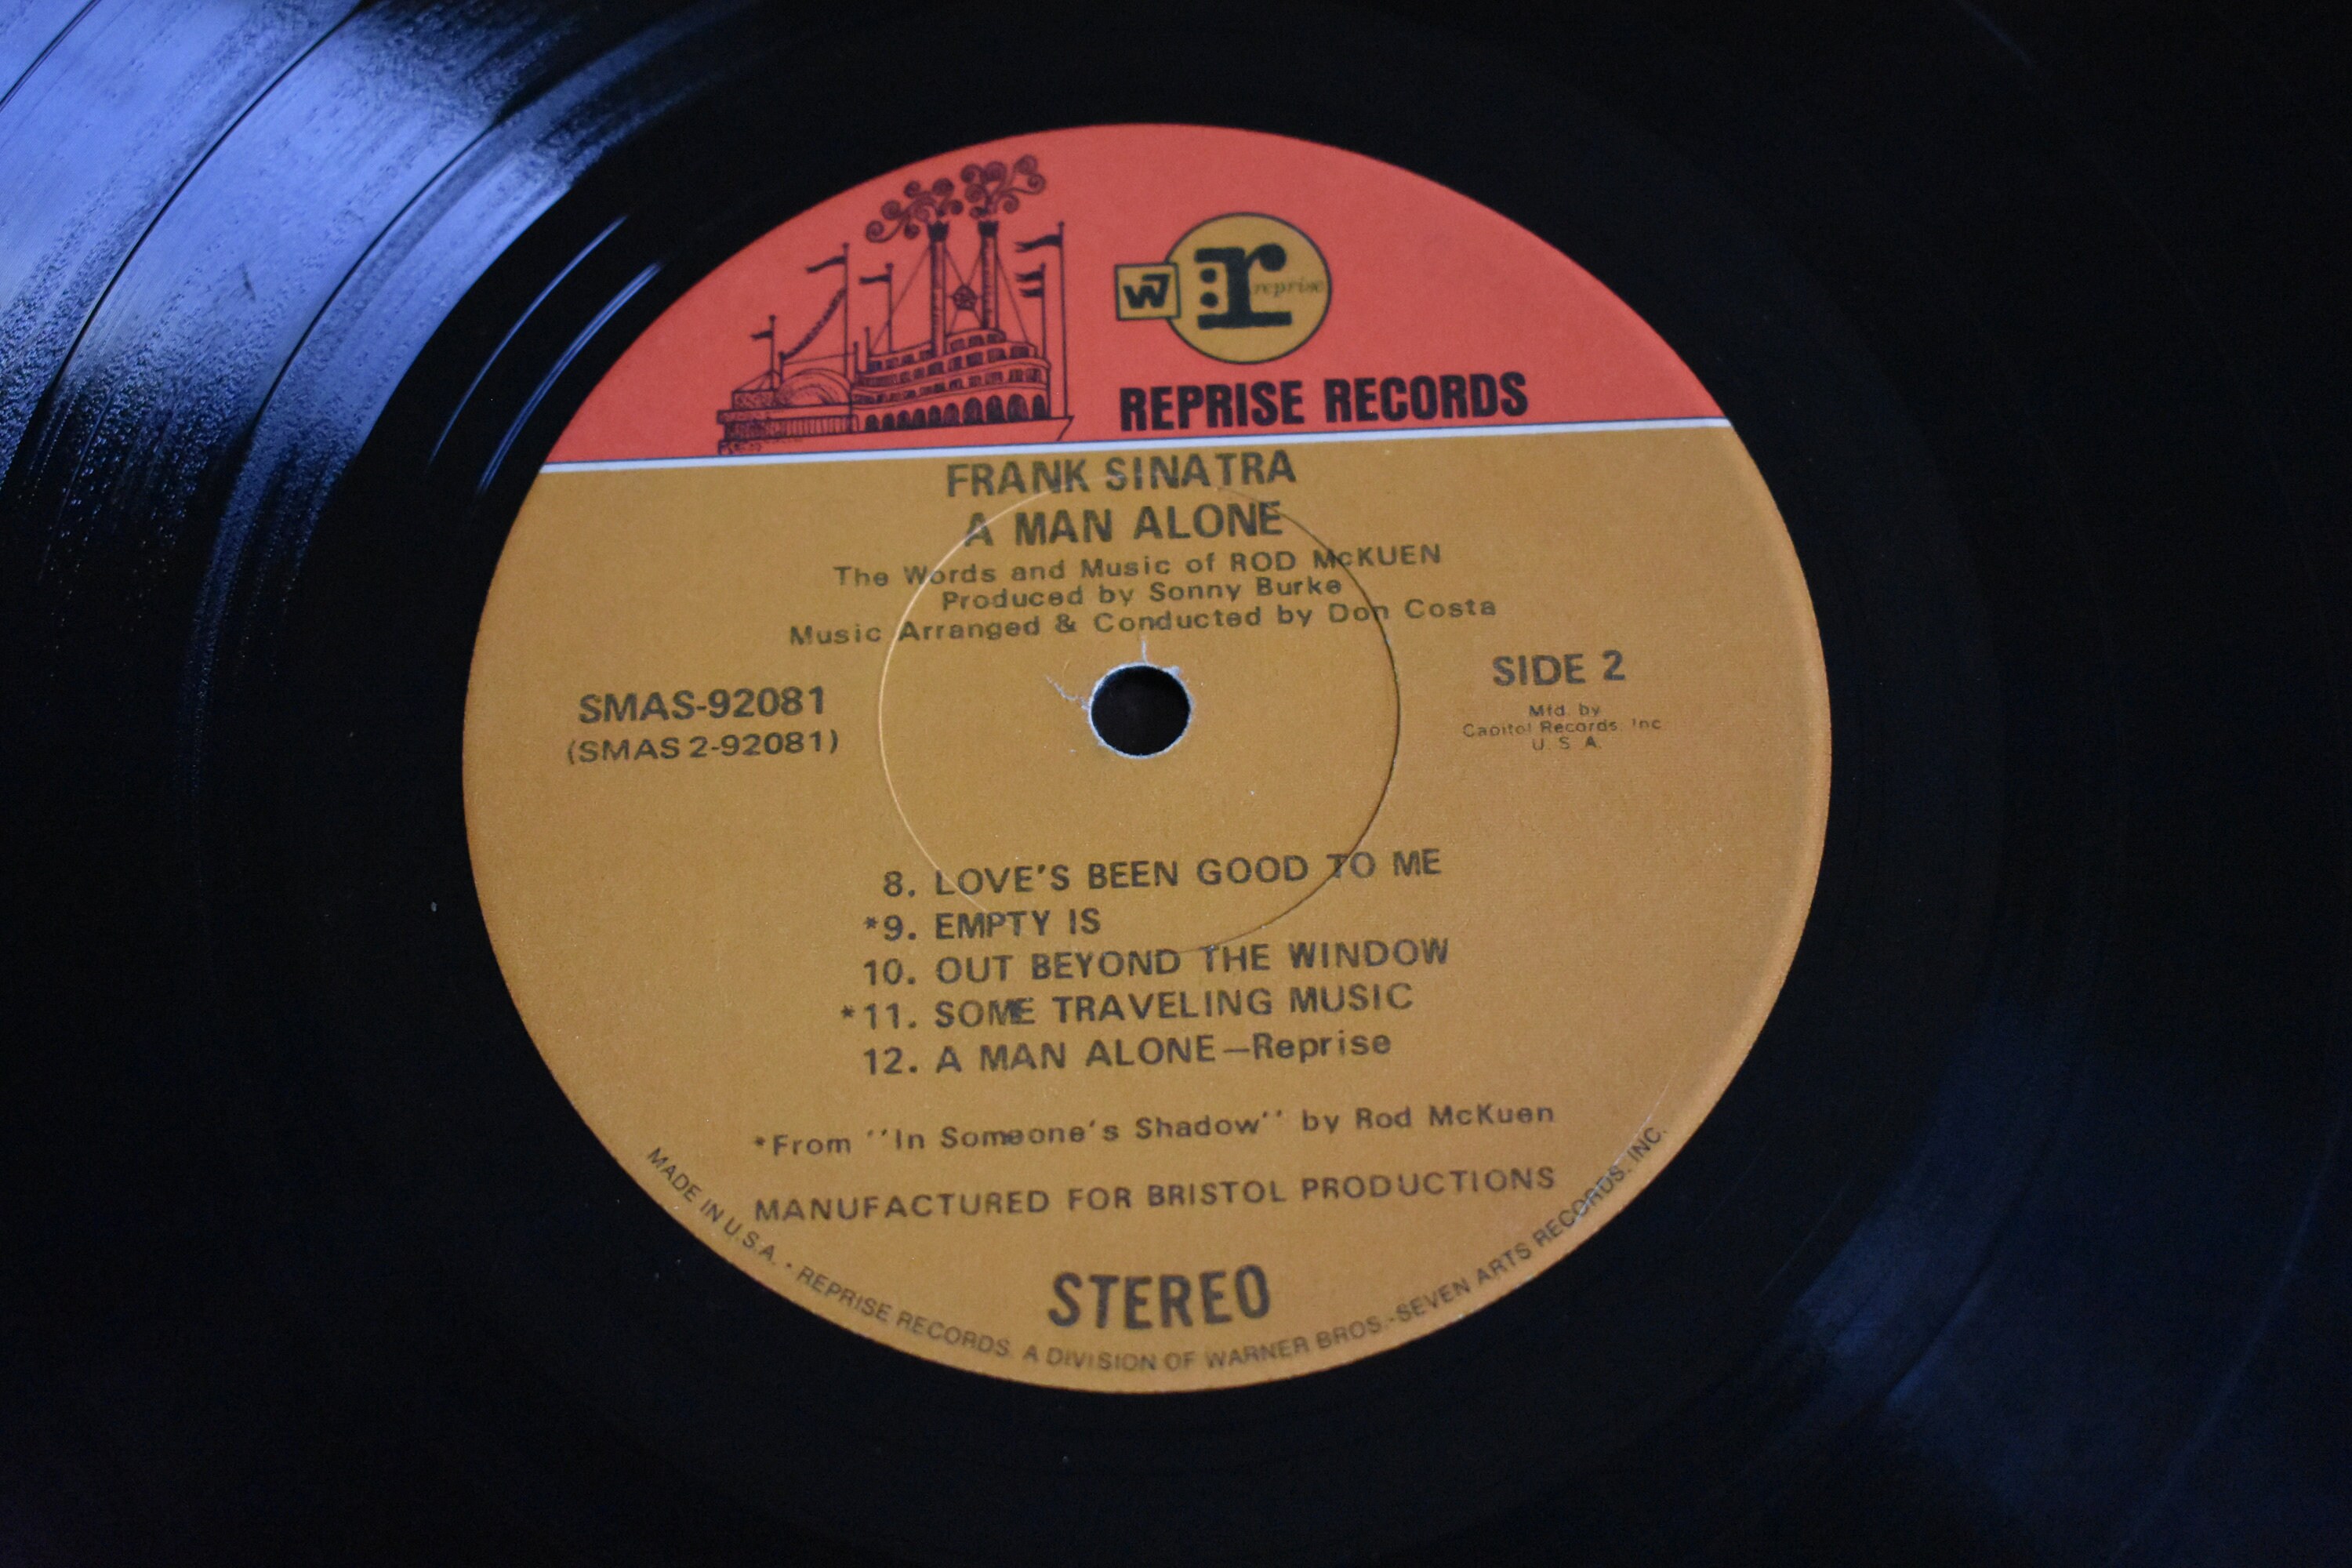 W7
r
reprise
REPRISE RECORDS
FRANK SINATRA
A MAN ALONE
The Words and Music of ROD McKUEN
Produced by Sonny Burke
Music Arranged & Conducted by Don Costa
SMAS-92081
(SMAS 2-92081)
SIDE 2
Mfd. by
Capitol Records, Inc.
U. S. A.
8. LOVE'S BEEN GOOD TO ME
*9. EMPTY IS
10. OUT BEYOND THE WINDOW
*11. SOME TRAVELING MUSIC
12. A MAN ALONE—Reprise
*From ''In Someone's Shadow'' by Rod McKuen
MANUFACTURED FOR BRISTOL PRODUCTIONS
STEREO
MADE IN U.S.A. • REPRISE RECORDS. A DIVISION OF WARNER BROS.-SEVEN ARTS RECORDS. INC.